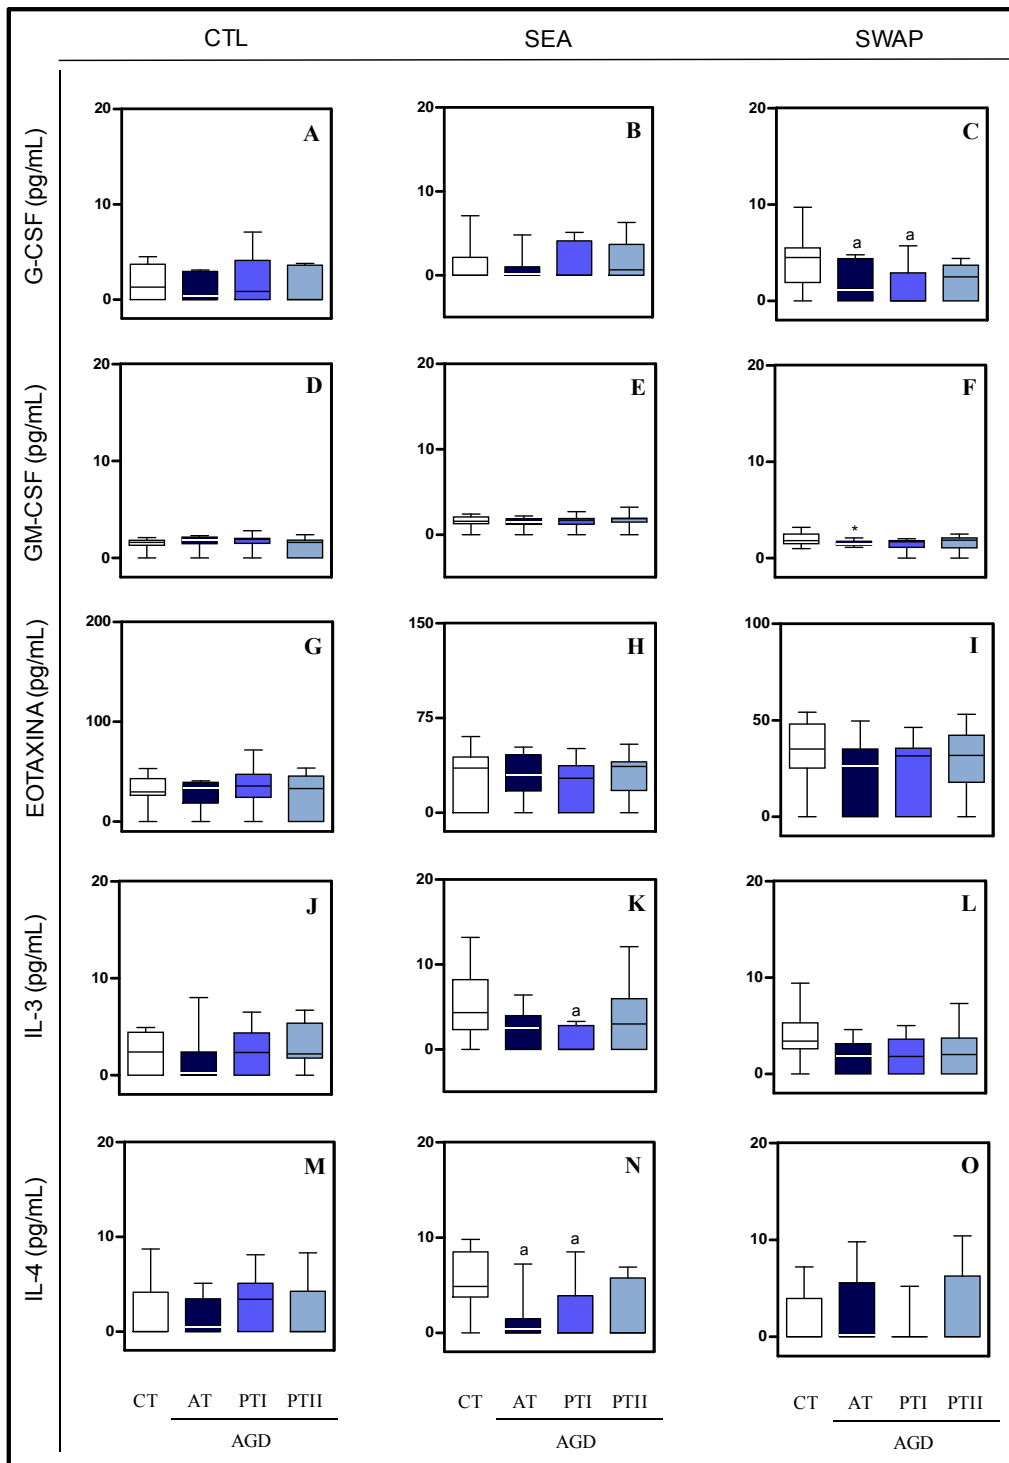 CTL SEA SWAP
G-CSF (pg/mL)
20 10 0 A
20 10 0 B
20 10 0 a a C
GM-CSF (pg/mL)
20 10 0 D
20 10 0 E
20 10 0 * F
EOTAXINA (pg/mL)
200 100 0 G
150 75 0 H
100 50 0 I
IL-3 (pg/mL)
20 10 0 J
20 10 0 a K
20 10 0 L
IL-4 (pg/mL)
20 10 0 M
20 10 0 a a N
20 10 0 O
CT AT PTI PTII CT AT PTI PTII CT AT PTI PTII
AGD AGD AGD